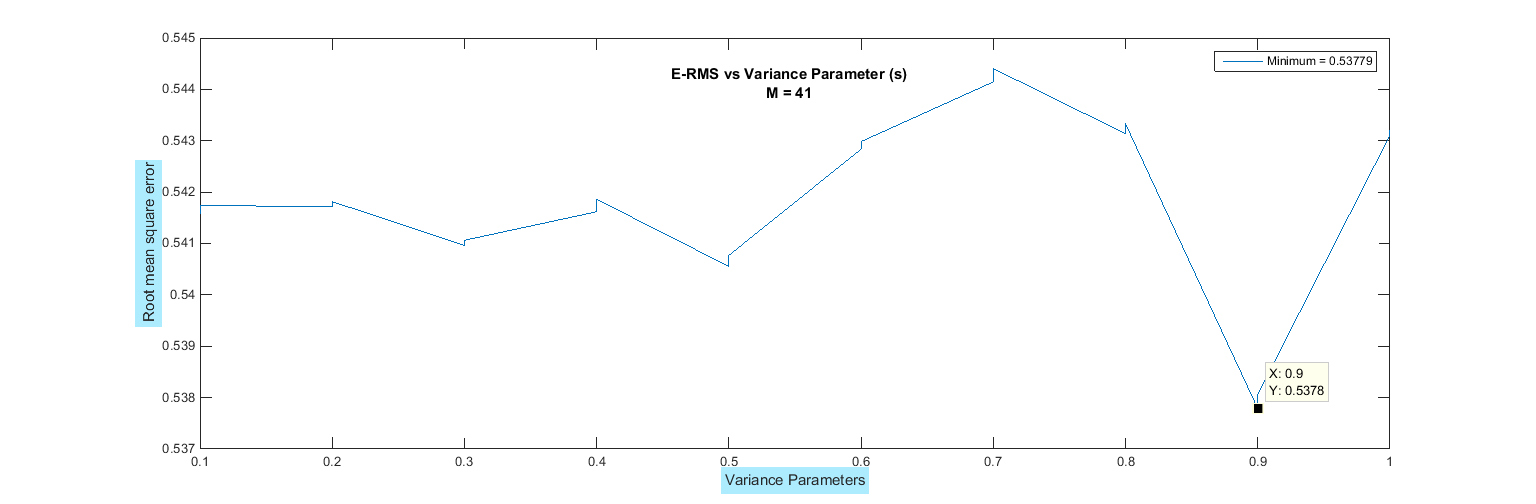 E-RMS vs Variance Parameter (s)
M = 41
Minimum = 0.53779
Root mean square error
0.545
0.544
0.543
0.542
0.541
0.54
0.539
0.538
0.537
X: 0.9
Y: 0.5378
0.1 0.2 0.3 0.4 0.5 0.6 0.7 0.8 0.9 1
Variance Parameters